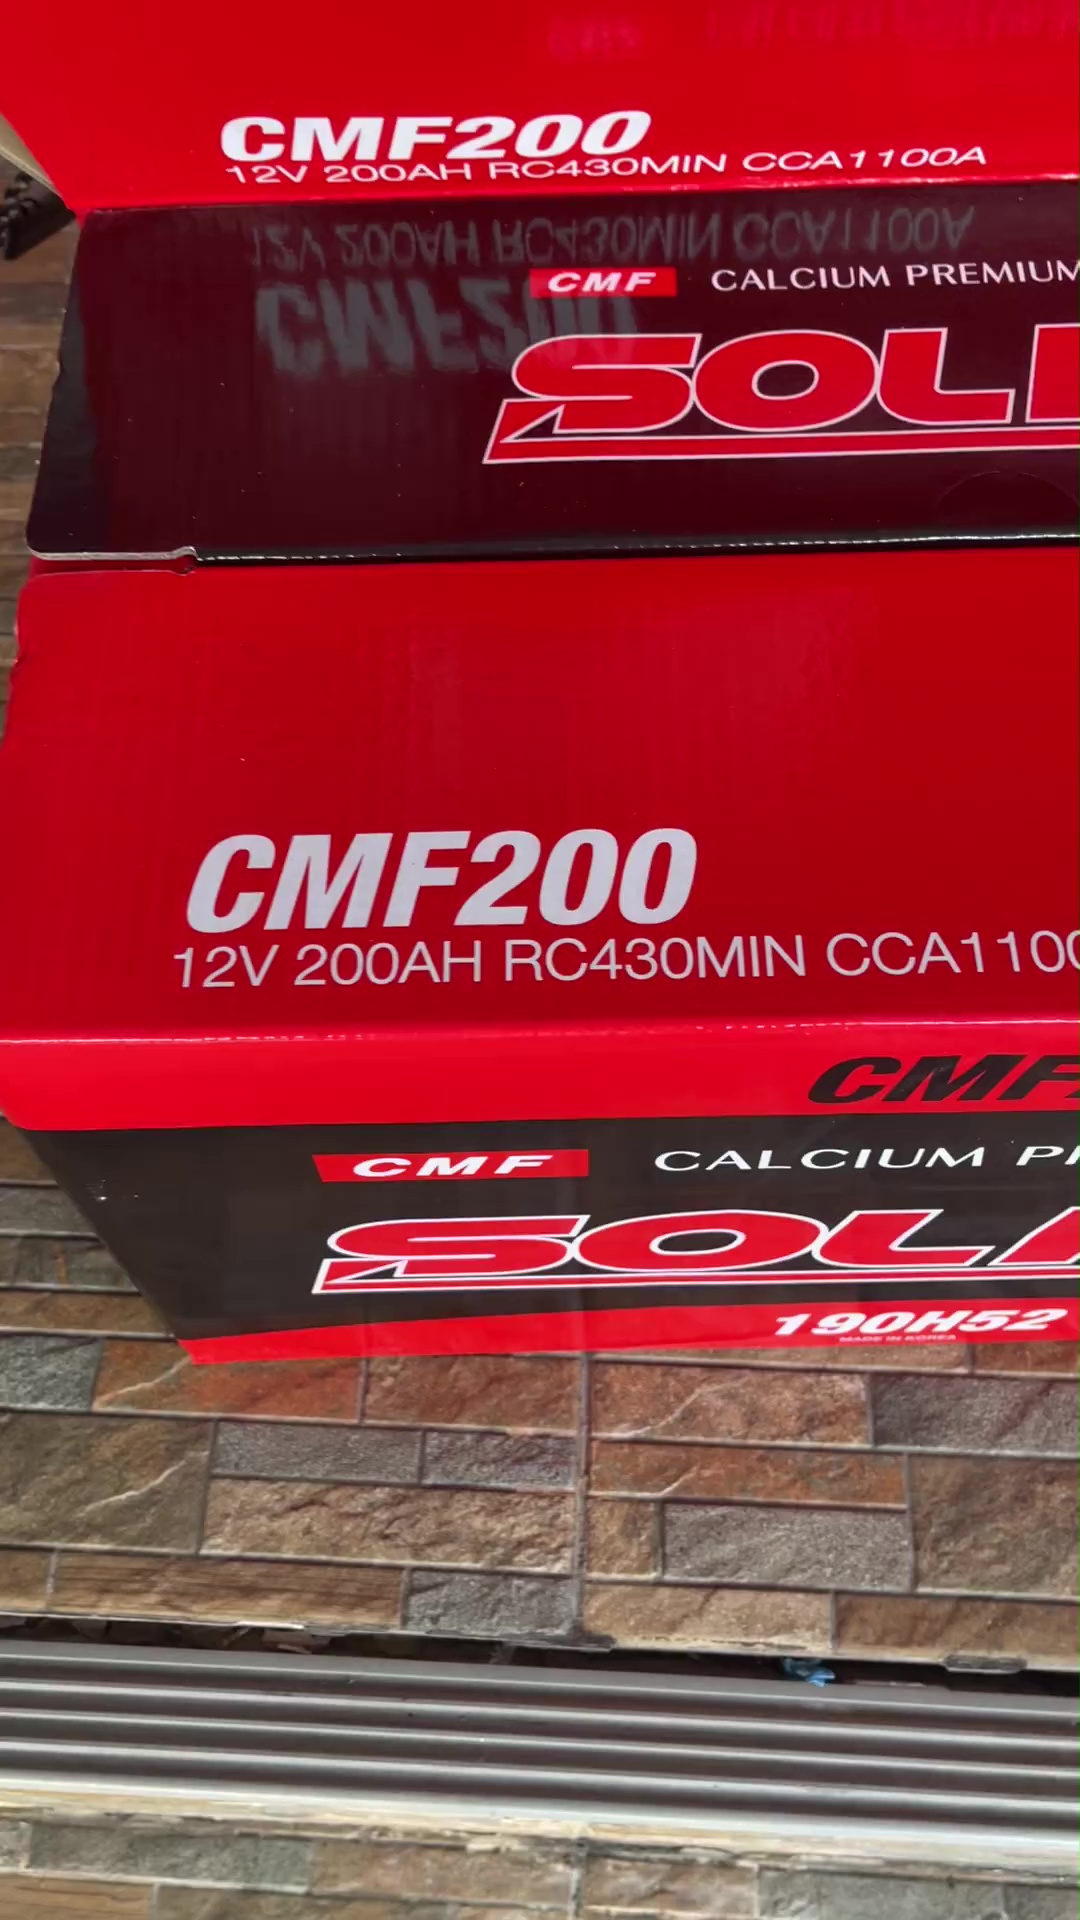 CMF200
12V 200AH RC430MIN CCA1100A
CMF CALCIUM PREMIUM
SOL
CMF200
12V 200AH RC430MIN CCA1100
CMF
CMF CALCIUM P
SOL
190H52
MADE IN KOREA